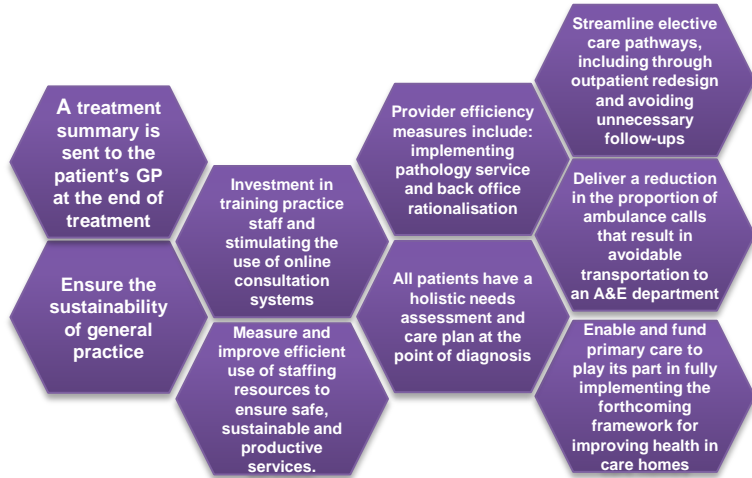 A treatment
summary is
sent to the
patient's GP
at the end of
treatment
Ensure the
sustainability
of general
practice
Investment in
training practice
staff and
stimulating the
use of online
consultation
systems
Measure and
improve efficient
use of staffing
resources to
ensure safe,
sustainable and
productive
services.
Provider efficiency
measures include:
implementing
pathology service
and back office
rationalisation
All patients have a
holistic needs
assessment and
care plan at the
point of diagnosis
Streamline elective
care pathways,
including through
outpatient redesign
and avoiding
unnecessary
follow-ups
Deliver a reduction
in the proportion of
ambulance calls
that result in
avoidable
transportation to
an A&E department
Enable and fund
primary care to
play its part in fully
implementing the
forthcoming
framework for
improving health in
care homes